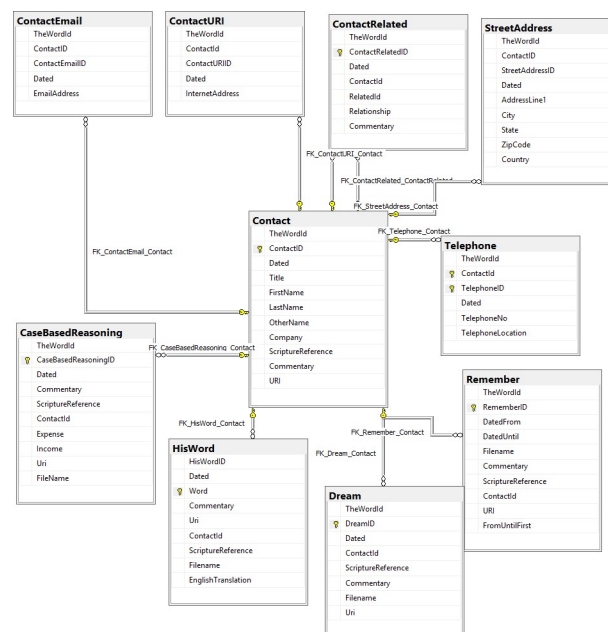 ContactEmail
TheWordId
ContactID
ContactEmailID
Dated
EmailAddress
ContactURI
TheWordId
ContactId
ContactURIID
Dated
InternetAddress
ContactRelated
TheWordId
ContactRelatedID
Dated
ContactId
RelatedId
Relationship
Commentary
StreetAddress
TheWordId
ContactID
StreetAddressID
Dated
AddressLine1
City
State
ZipCode
Country
FK_ContactURI_Contact
FK_ContactRelated_ContactRelated
FK_StreetAddress_Contact
FK_Telephone_Contact
FK_ContactEmail_Contact
Contact
TheWordId
ContactID
Dated
Title
FirstName
LastName
OtherName
Company
ScriptureReference
Commentary
URI
Telephone
TheWordId
ContactId
TelephoneID
Dated
TelephoneNo
TelephoneLocation
CaseBasedReasoning
TheWordId
CaseBasedReasoningID
Dated
Commentary
ScriptureReference
ContactId
Expense
Income
Uri
FileName
FK_CaseBasedReasoning_Contact
FK_HisWord_Contact
FK_Remember_Contact
FK_Dream_Contact
HisWord
HisWordID
Dated
Word
Commentary
Uri
ContactId
ScriptureReference
Filename
EnglishTranslation
Remember
TheWordId
RememberID
DatedFrom
DatedUntil
Filename
Commentary
ScriptureReference
ContactId
URI
FromUntilFirst
Dream
TheWordId
DreamID
Dated
ContactId
ScriptureReference
Commentary
Filename
Uri